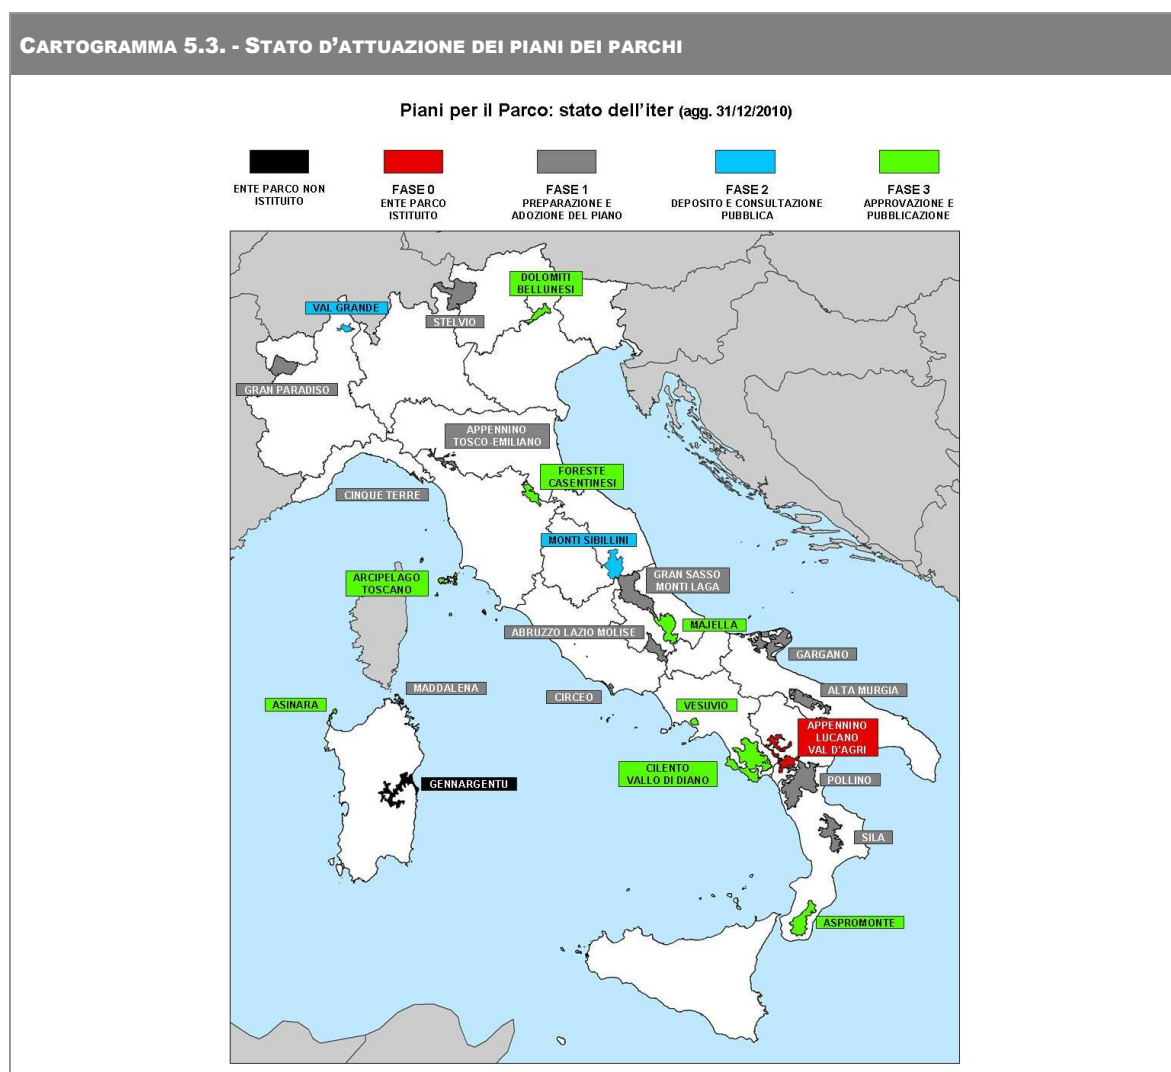 CARTOGRAMMA 5.3. - STATO D'ATTUAZIONE DEI PIANI DEI PARCHI
Piani per il Parco: stato dell'iter (agg. 31/12/2010)
ENTE PARCO NON
ISTITUITO
FASE 0
ENTE PARCO
ISTITUITO
FASE 1
PREPARAZIONE E
ADOZIONE DEL PIANO
FASE 2
DEPOSITO E CONSULTAZIONE
PUBBLICA
FASE 3
APPROVAZIONE E
PUBBLICAZIONE
DOLOMITI
BELLUNESI
VAL GRANDE
STELVIO
GRAN PARADISO
APPENNINO
TOSCO-EMILIANO
FORESTE
CASENTINESI
CINQUE TERRE
MONTI SIBILLINI
GRAN SASSO
MONTI LAGA
ARCIPELAGO
TOSCANO
MAJELLA
ABRUZZO LAZIO MOLISE
GARGANO
MADDALENA
CIRCEO
ALTA MURGIA
ASINARA
VESUVIO
APPENNINO
LUCANO
VAL D'AGRI
CILENTO
VALLO DI DIANO
POLLINO
GENNARGENTU
SILA
ASPROMONTE